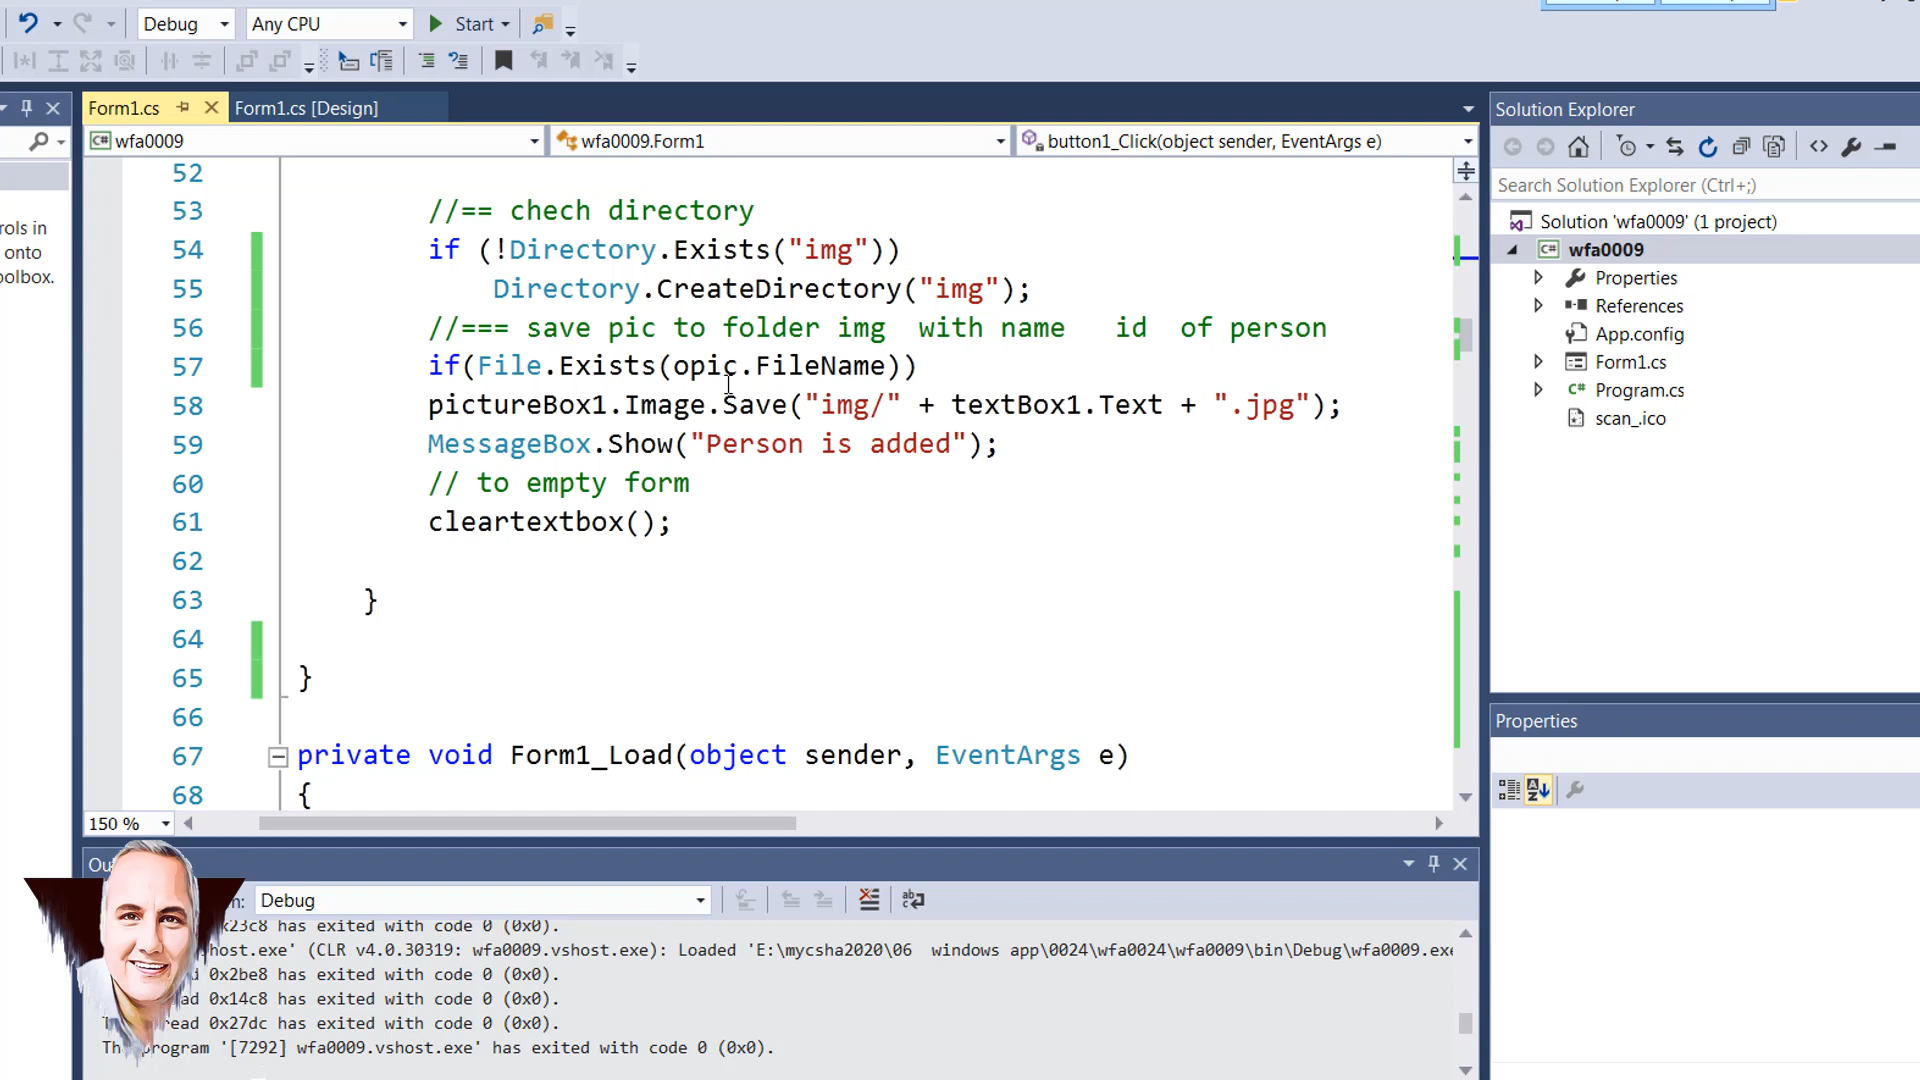 Debug
Any CPU
Start
Form1.cs
Form1.cs [Design]
wfa0009
wfa0009.Form1
button1_Click(object sender, EventArgs e)
52
53 //== chech directory
54 if (!Directory.Exists("img"))
55 Directory.CreateDirectory("img");
56 //=== save pic to folder img  with name   id  of person
57 if(File.Exists(opic.FileName))
58 pictureBox1.Image.Save("img/" + textBox1.Text + ".jpg");
59 MessageBox.Show("Person is added");
60 // to empty form
61 cleartextbox();
62
63 }
64
65 }
66
67 private void Form1_Load(object sender, EventArgs e)
68 {
150 %
rols in
onto
oolbox.
Solution Explorer
Search Solution Explorer (Ctrl+;)
Solution 'wfa0009' (1 project)
wfa0009
Properties
References
App.config
Form1.cs
Program.cs
scan_.ico
Properties
Debug
0x23c8 has exited with code 0 (0x0).
host.exe' (CLR v4.0.30319: wfa0009.vshost.exe): Loaded 'E:\mycsha2020\06  windows app\0024\wfa0024\wfa0009\bin\Debug\wfa0009.exe
0x2be8 has exited with code 0 (0x0).
ad 0x14c8 has exited with code 0 (0x0).
read 0x27dc has exited with code 0 (0x0).
The program '[7292] wfa0009.vshost.exe' has exited with code 0 (0x0).